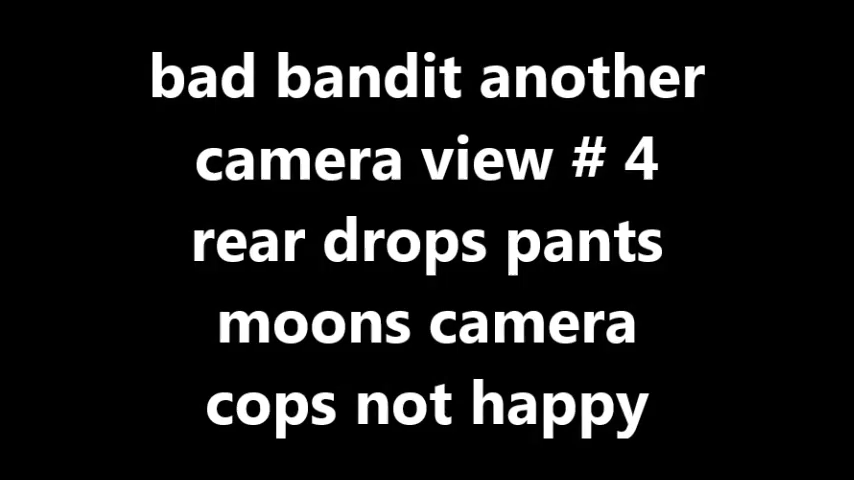 bad bandit another
camera view # 4
rear drops pants
moons camera
cops not happy